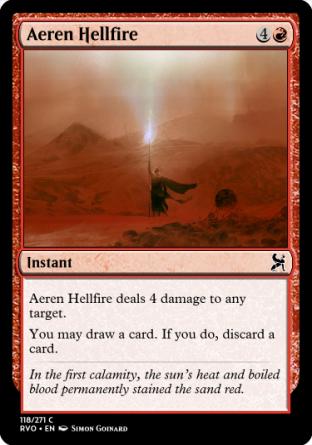 Aeren Hellfire
4
Instant
Aeren Hellfire deals 4 damage to any
target.
You may draw a card. If you do, discard a
card.
In the first calamity, the sun's heat and boiled
blood permanently stained the sand red.
118/271 C
RVO • EN SIMON GOINARD